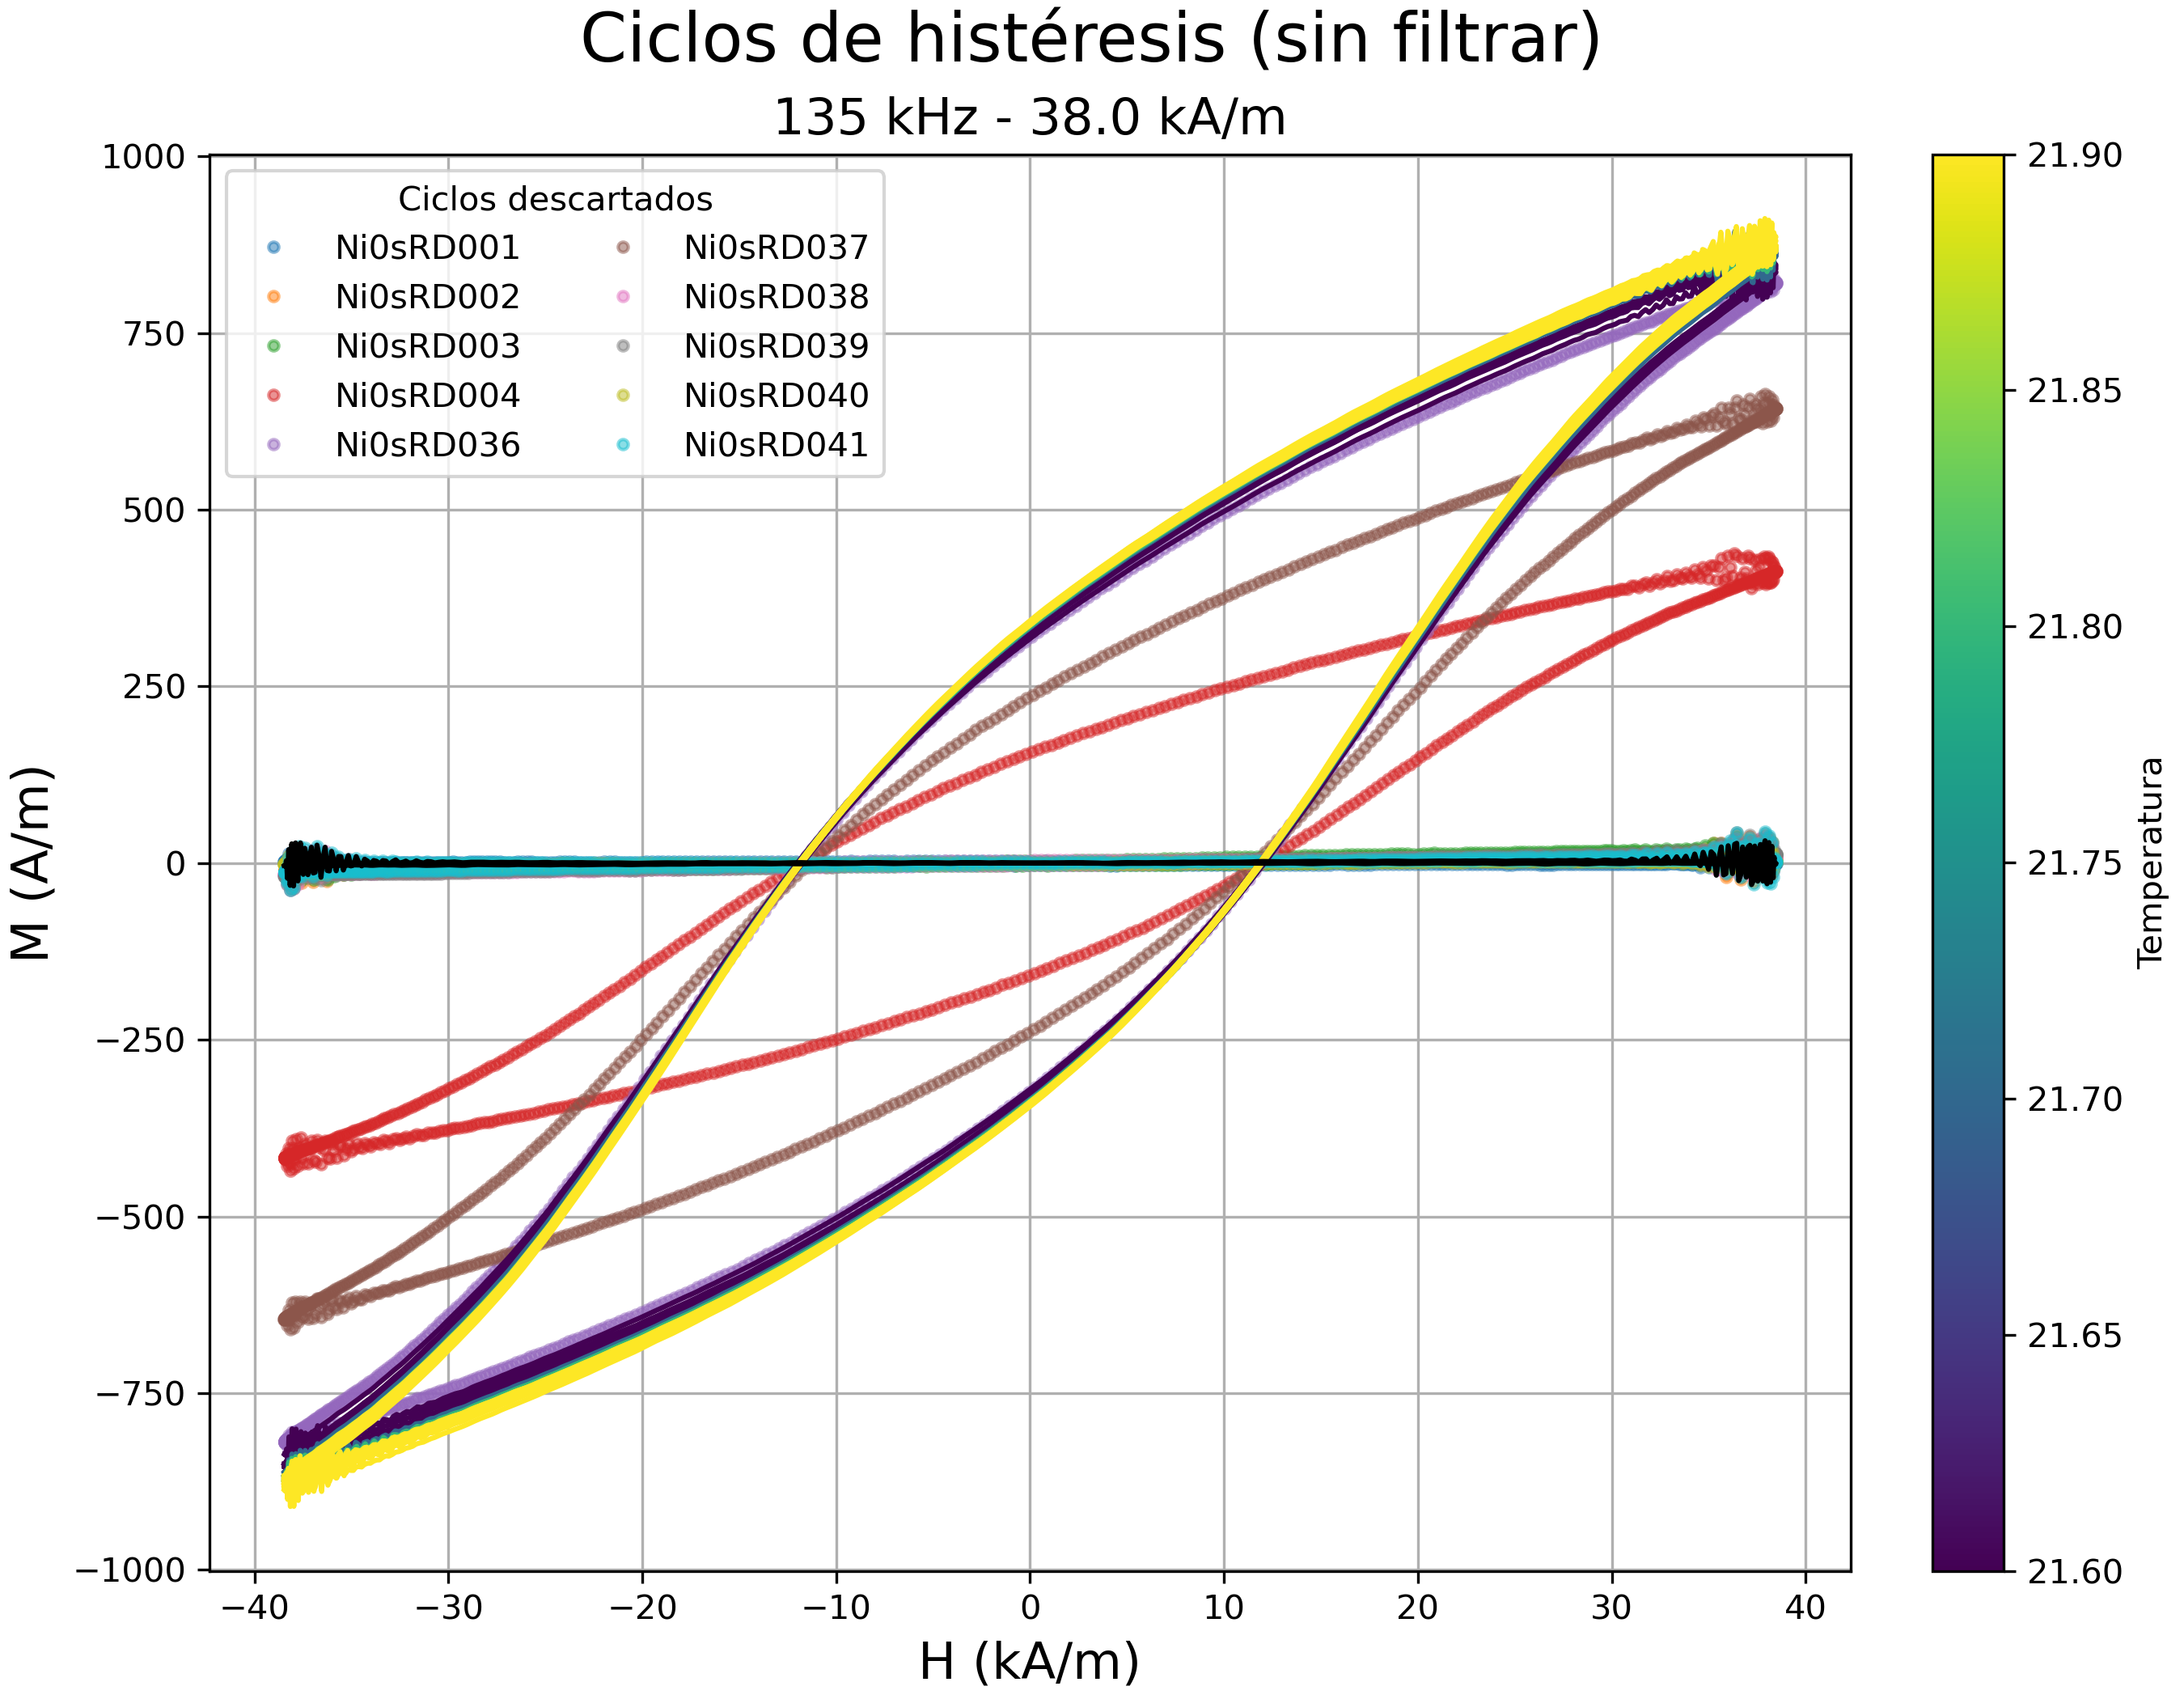 Ciclos de histéresis (sin filtrar)
135 kHz - 38.0 kA/m
Ciclos descartados
Ni0sRD001
Ni0sRD002
Ni0sRD003
Ni0sRD004
Ni0sRD036
Ni0sRD037
Ni0sRD038
Ni0sRD039
Ni0sRD040
Ni0sRD041
M (A/m)
1000
750
500
250
0
−250
−500
−750
−1000
−40
−30
−20
−10
0
10
20
30
40
H (kA/m)
21.90
21.85
21.80
21.75
21.70
21.65
21.60
Temperatura